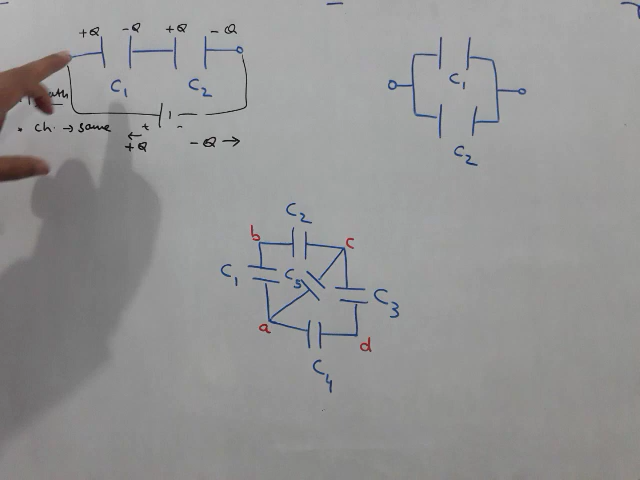 +Q -Q +Q -Q
C1 C2
• ch. → same
+ -
+Q -Q →
C1
C2
C2
b c
C1 C5 C3
a d
C4